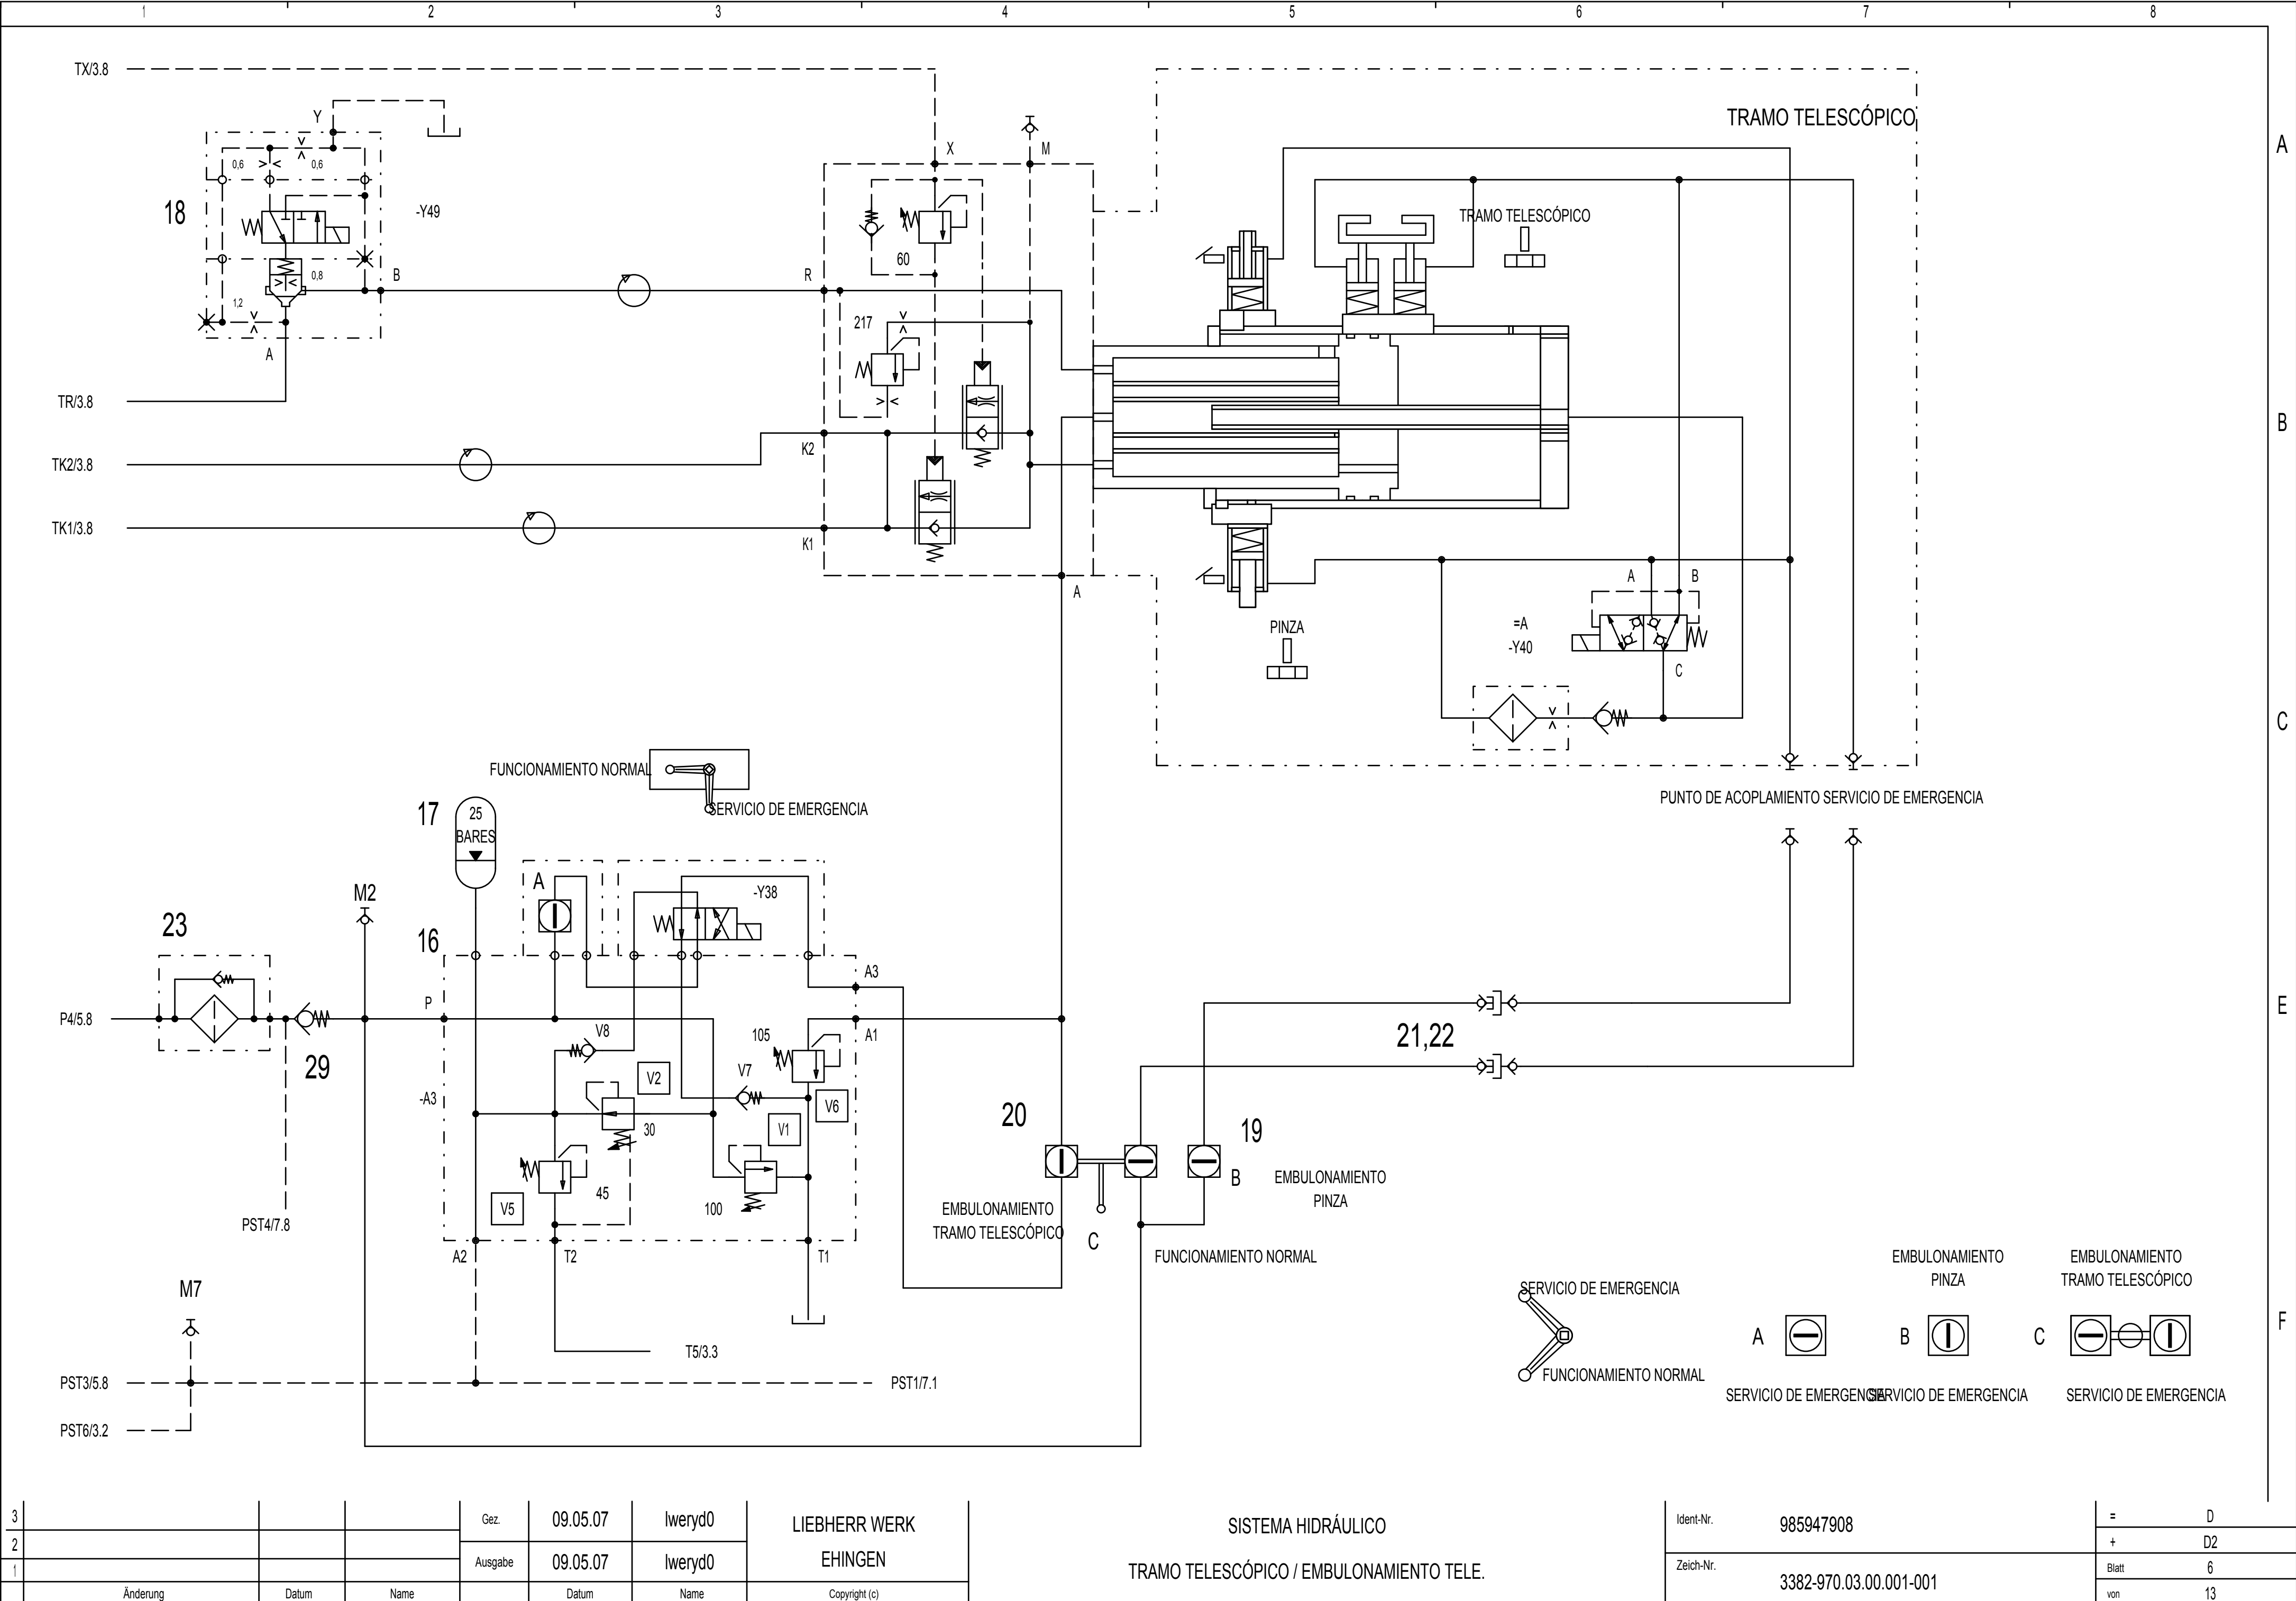 1 2 3 4 5 6 7 8
TX/3.8
TRAMO TELESCÓPICO
A
Y
X
M
0,6
0,6
18
-Y49
TRAMO TELESCÓPICO
60
0,8
B
R
1,2
217
A
TR/3.8
B
K2
TK2/3.8
TK1/3.8
K1
A
A
B
PINZA
=A
-Y40
C
C
FUNCIONAMIENTO NORMAL
SERVICIO DE EMERGENCIA
PUNTO DE ACOPLAMIENTO SERVICIO DE EMERGENCIA
17
25
BARES
A
-Y38
M2
23
16
A3
P
P4/5.8
E
V8
105
A1
21,22
29
V2
V7
-A3
V6
20
V1
30
19
B
EMBULONAMIENTO
PINZA
45
V5
100
EMBULONAMIENTO
TRAMO TELESCÓPICO
PST4/7.8
C
A2
T2
T1
FUNCIONAMIENTO NORMAL
EMBULONAMIENTO
PINZA
EMBULONAMIENTO
TRAMO TELESCÓPICO
M7
SERVICIO DE EMERGENCIA
F
A
B
C
T5/3.3
PST3/5.8
PST1/7.1
FUNCIONAMIENTO NORMAL
SERVICIO DE EMERGENCIA
SERVICIO DE EMERGENCIA
SERVICIO DE EMERGENCIA
PST6/3.2
3
Gez.
09.05.07
lweryd0
LIEBHERR WERK
SISTEMA HIDRÁULICO
Ident-Nr.
985947908
=
D
2
+
D2
1
Ausgabe
09.05.07
lweryd0
EHINGEN
TRAMO TELESCÓPICO / EMBULONAMIENTO TELE.
Zeich-Nr.
3382-970.03.00.001-001
Blatt
6
Änderung
Datum
Name
Datum
Name
Copyright (c)
von
13